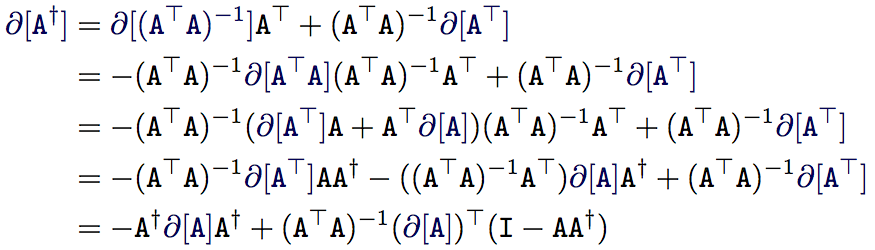 ∂[A†] = ∂[(A⊤A)⁻¹]A⊤ + (A⊤A)⁻¹∂[A⊤]
= −(A⊤A)⁻¹∂[A⊤A](A⊤A)⁻¹A⊤ + (A⊤A)⁻¹∂[A⊤]
= −(A⊤A)⁻¹(∂[A⊤]A + A⊤∂[A])(A⊤A)⁻¹A⊤ + (A⊤A)⁻¹∂[A⊤]
= −(A⊤A)⁻¹∂[A⊤]AA† − ((A⊤A)⁻¹A⊤)∂[A]A† + (A⊤A)⁻¹∂[A⊤]
= −A†∂[A]A† + (A⊤A)⁻¹(∂[A])⊤(I − AA†)